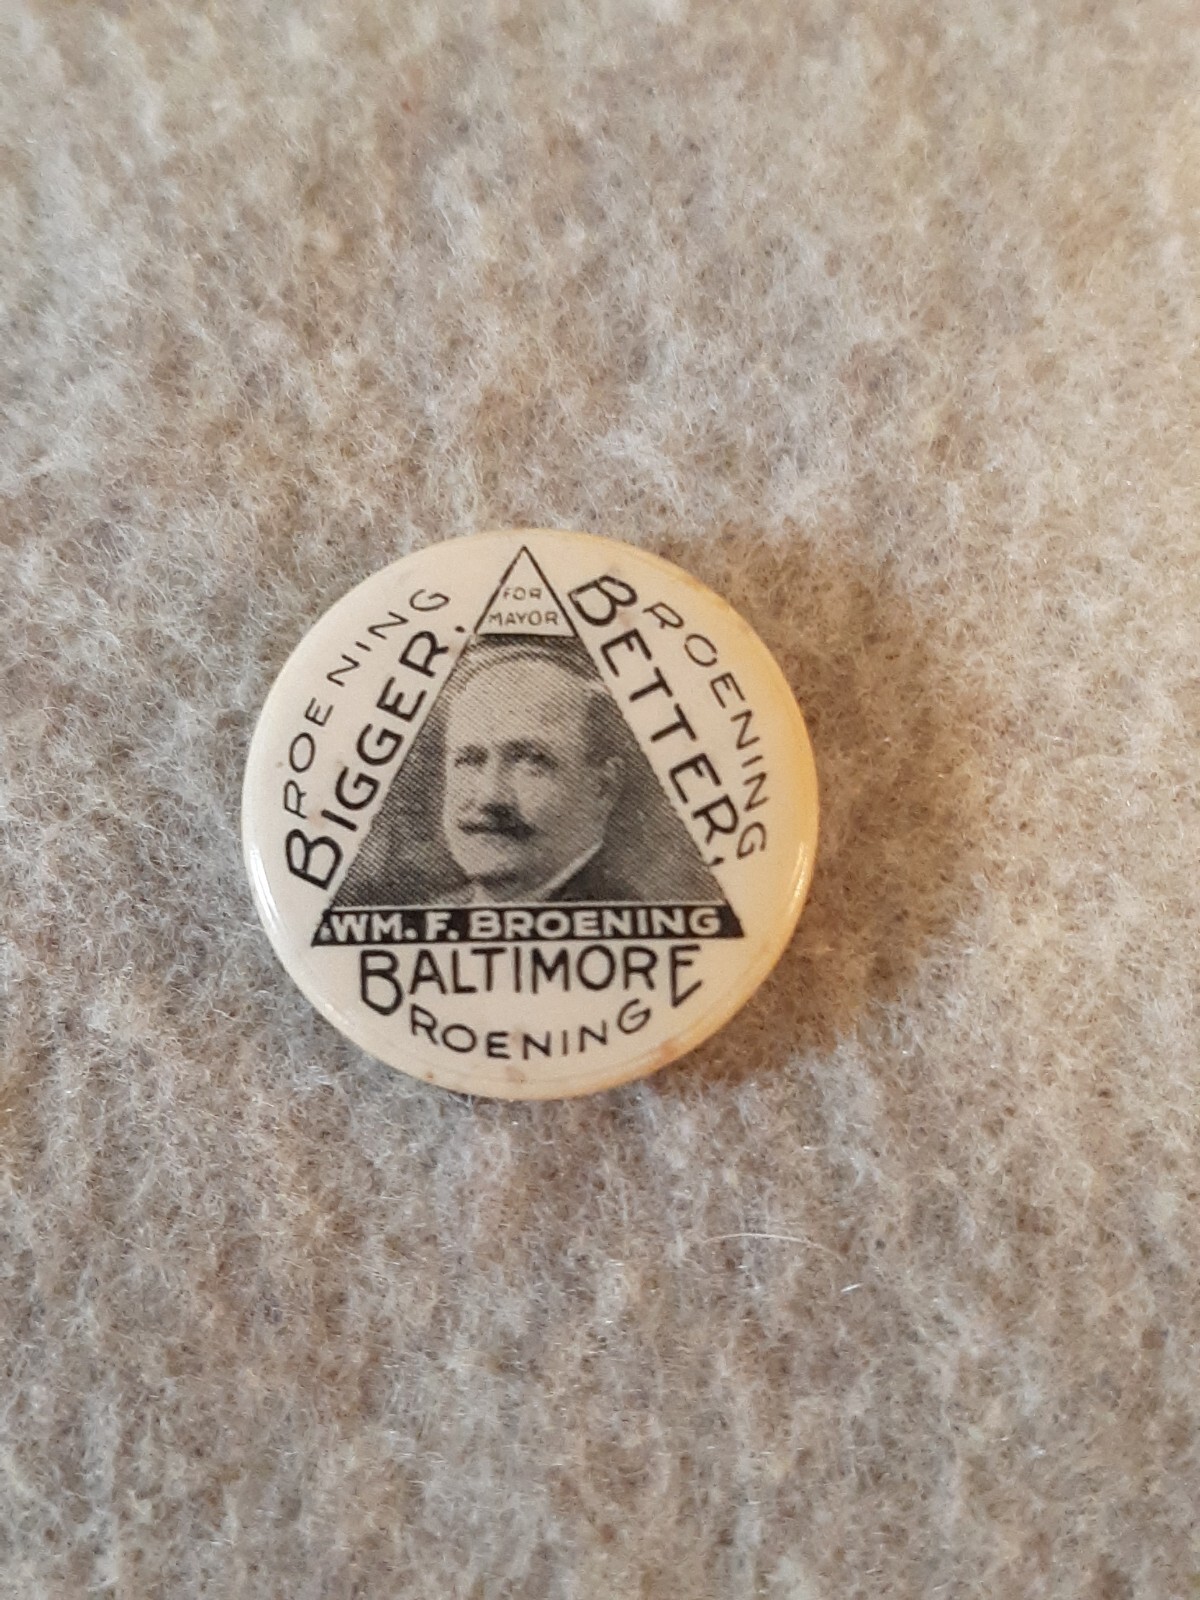 FOR
MAYOR
BIGGER,
BROENING
BETTER,
BROENING
WM. F. BROENING
BALTIMORE
BROENING